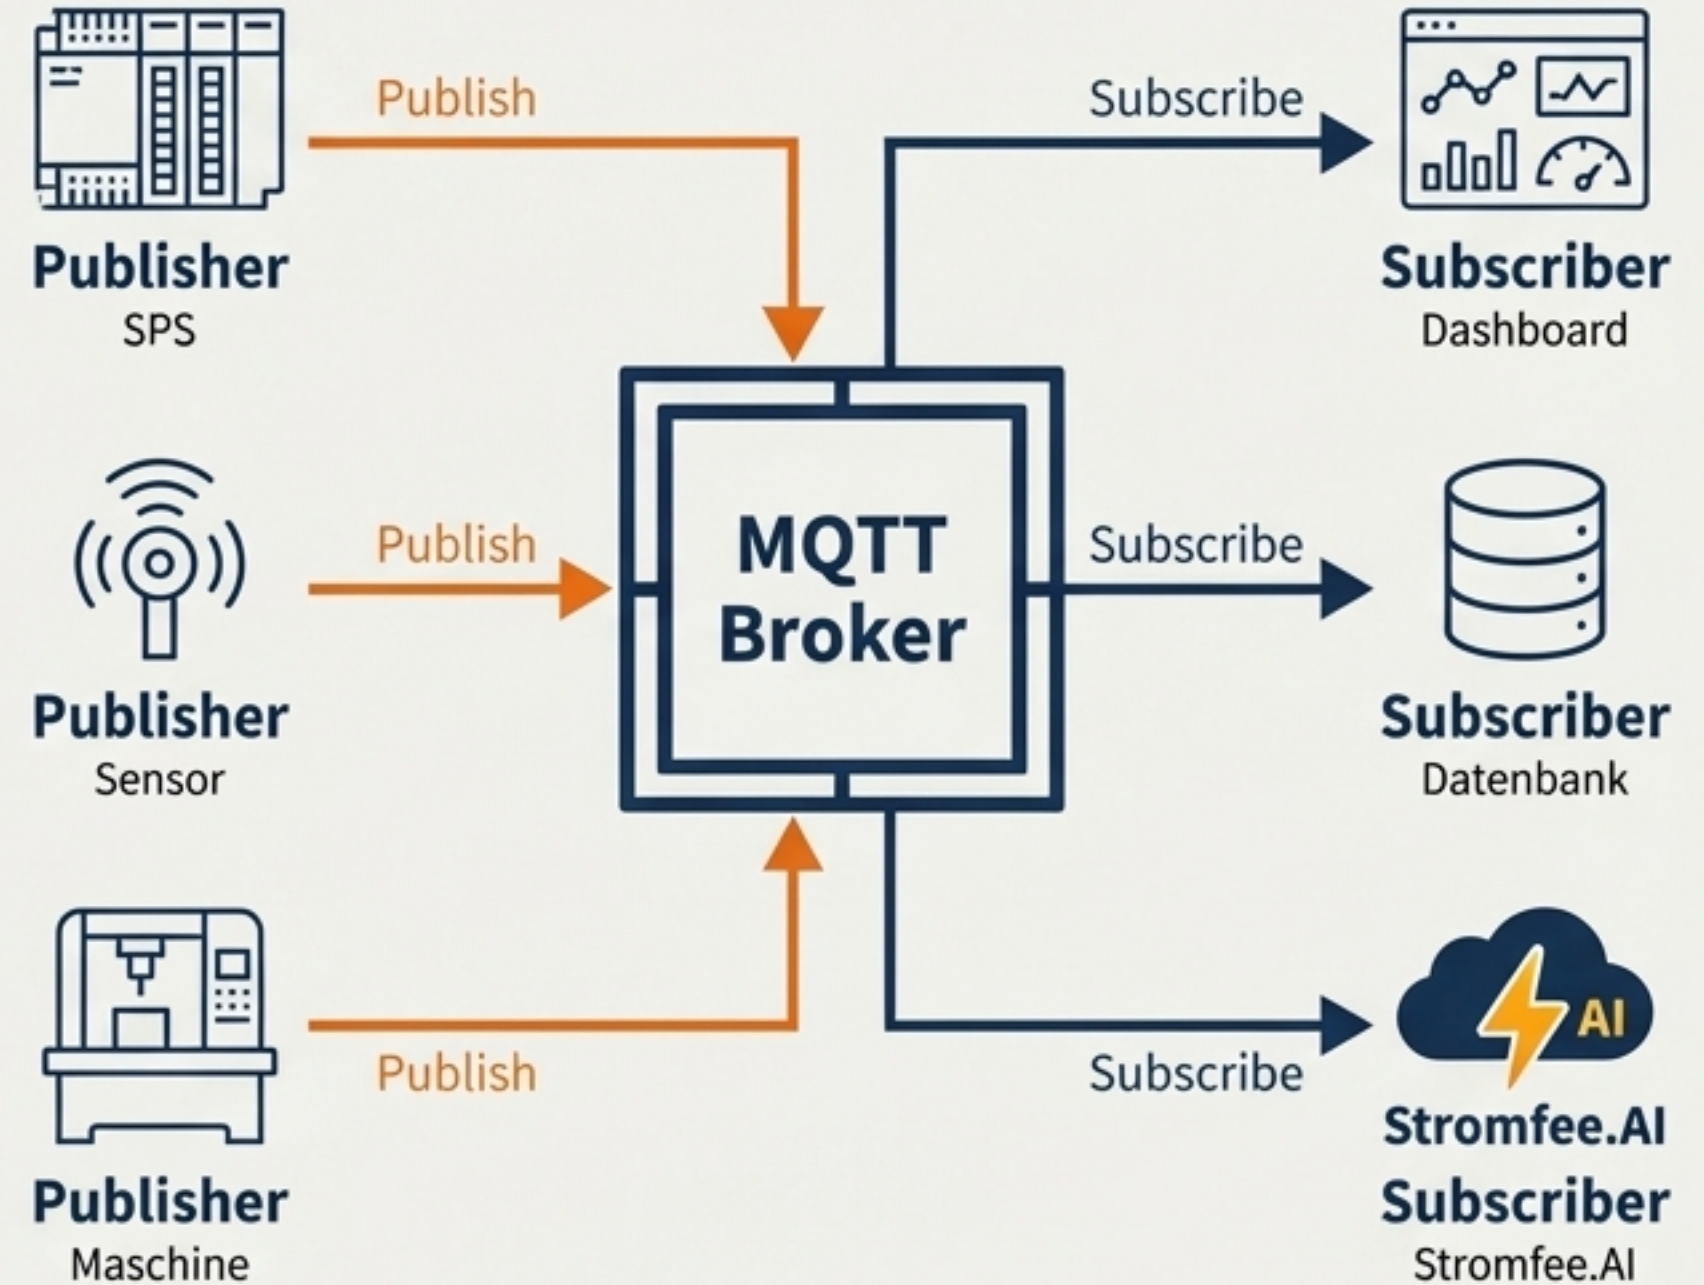 Publish
Subscribe
Publisher
SPS
Subscriber
Dashboard
Publish
MQTT
Broker
Subscribe
Publisher
Sensor
Subscriber
Datenbank
AI
Publish
Subscribe
Stromfee.AI
Publisher
Maschine
Subscriber
Stromfee.AI